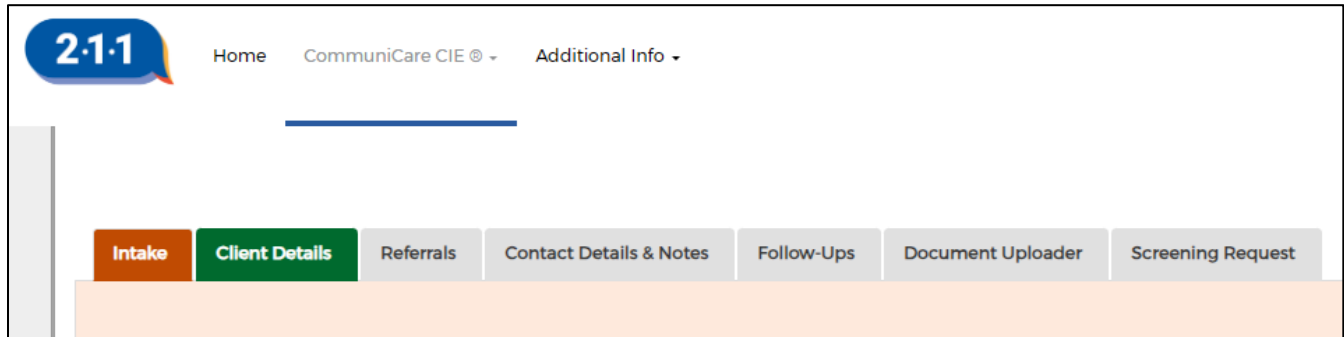 2·1·1 Home CommuniCare CIE ® Additional Info
Intake Client Details Referrals Contact Details & Notes Follow-Ups Document Uploader Screening Request